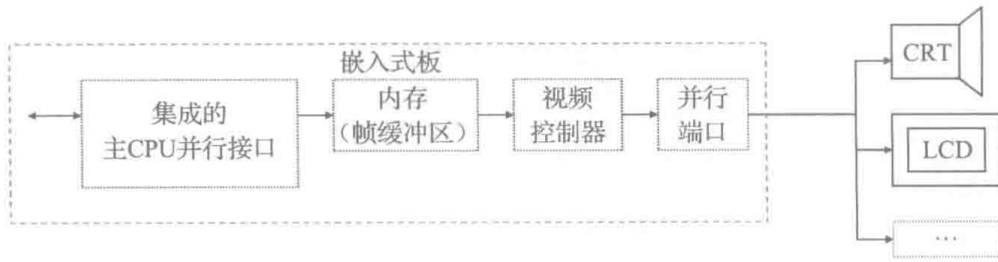 嵌入式板
集成的
主CPU并行接口
内存
(帧缓冲区)
视频
控制器
并行
端口
CRT
LCD
…